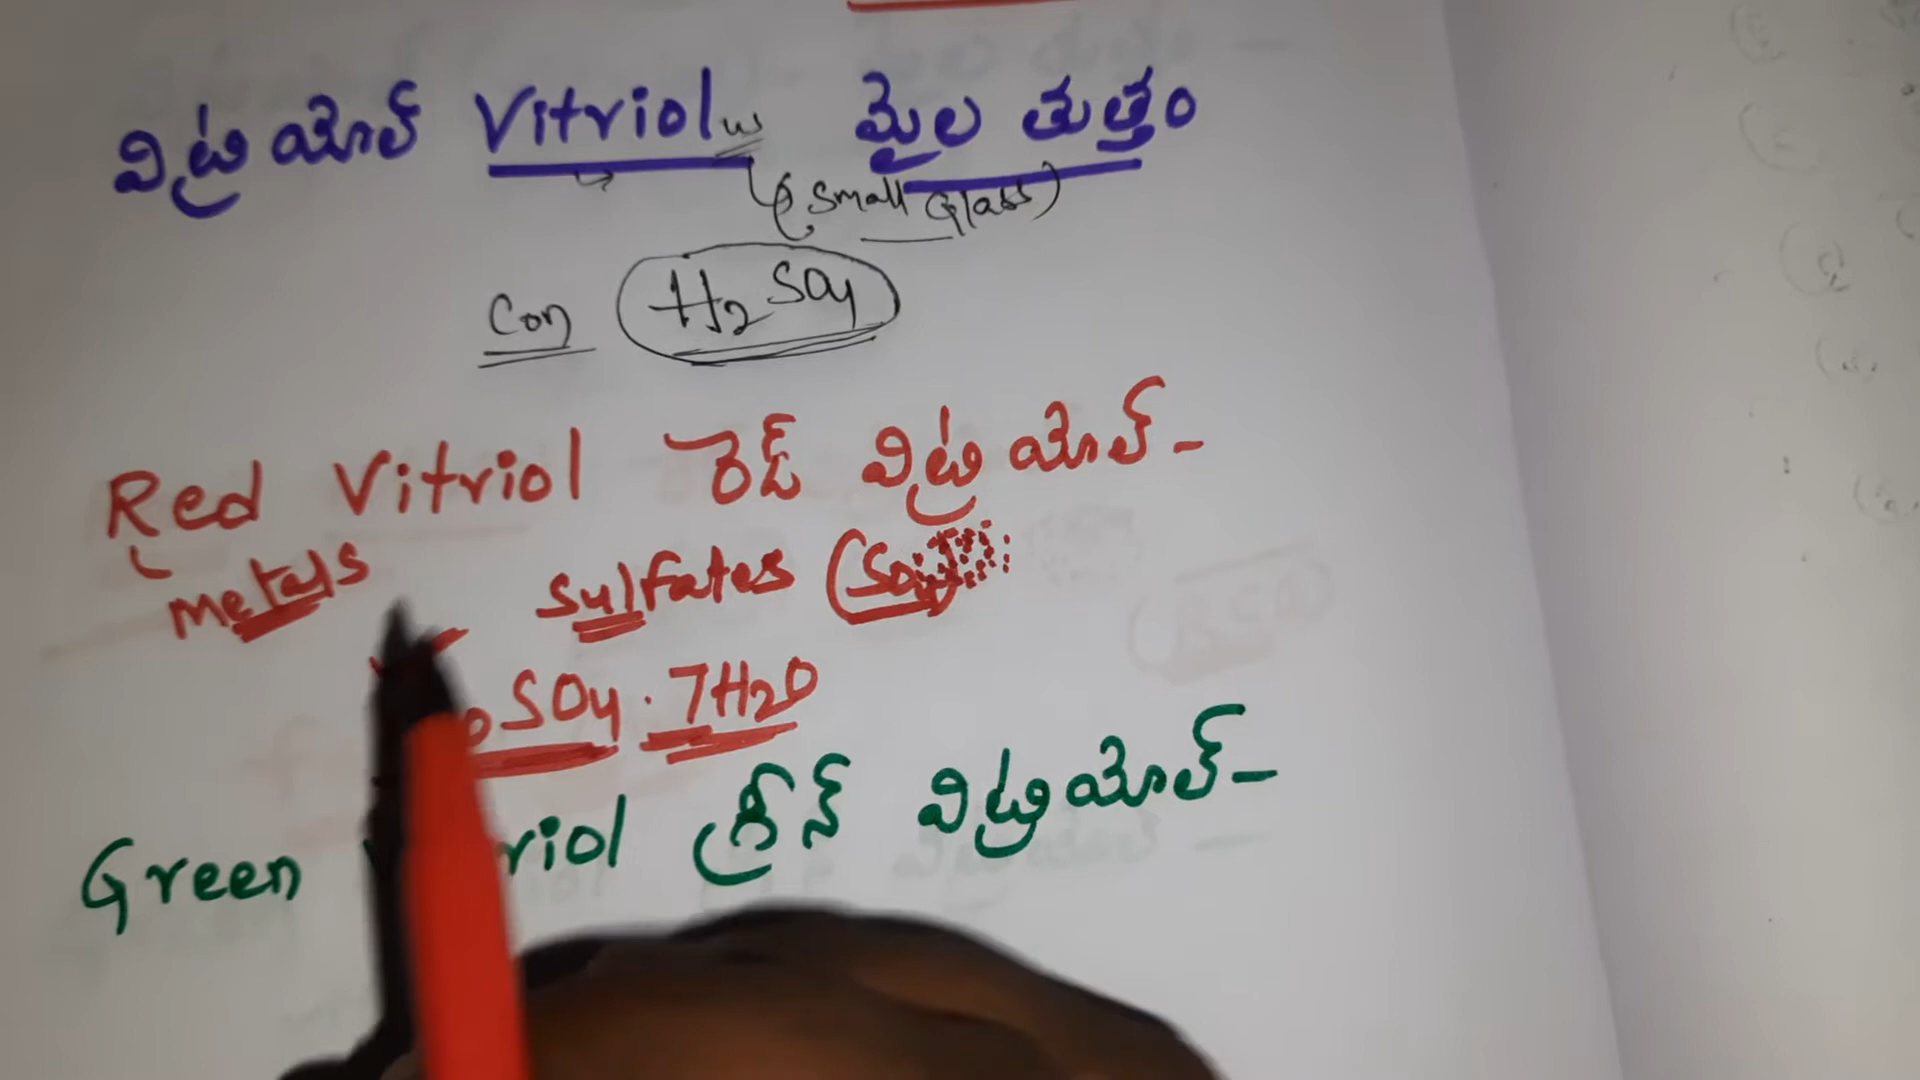 విట్రియోల్ Vitriol మైల తుత్తం
(Small Glass)
Con H2SO4
Red Vitriol రెడ్ విట్రియోల్-
Metals sulfates
SO4 . 7H2O
Green riol గ్రీన్ విట్రియోల్-